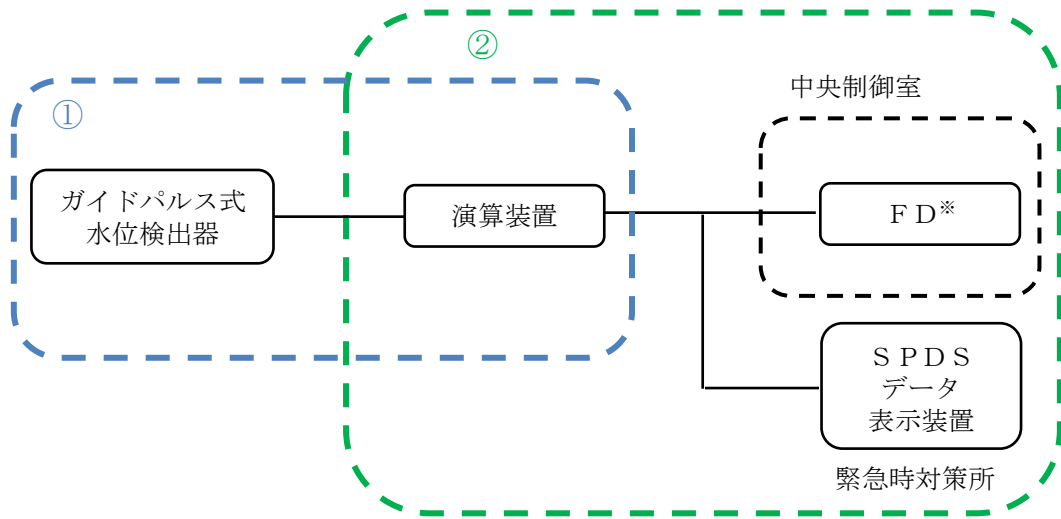 ②
中央制御室
①
ガイドパルス式
水位検出器
演算装置
ＦＤ※
ＳＰＤＳ
データ
表示装置
緊急時対策所